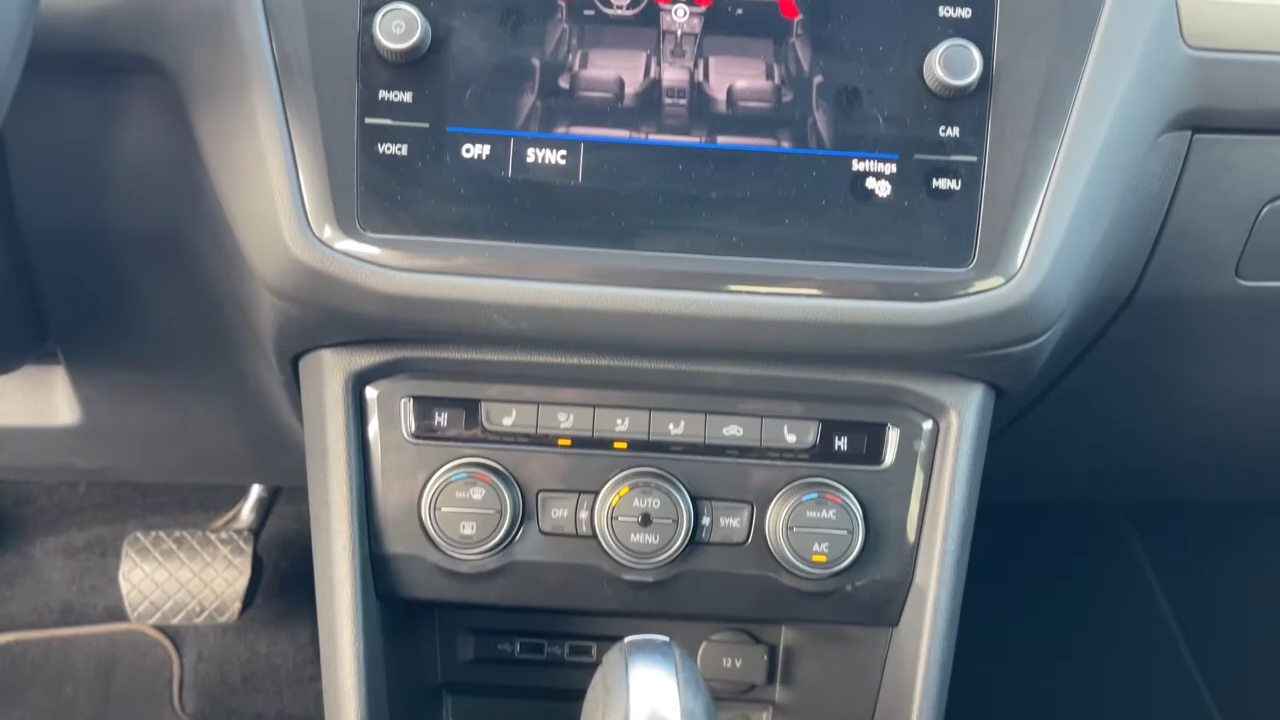 SOUND
PHONE
CAR
VOICE
OFF
SYNC
Settings
MENU
HI
HI
MAX
OFF
AUTO
MENU
SYNC
MAX A/C
A/C
12 V